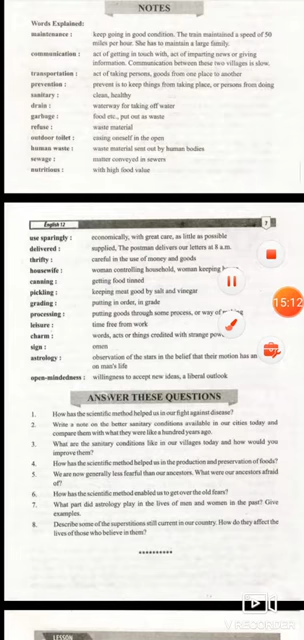 NOTES
Words Explained:
maintenance : keep going in good condition. The train maintained a speed of 50
miles per hour. She has to maintain a large family.
communication : act of getting in touch with, act of imparting news or giving
information. Communication between these two villages is slow.
transportation : act of taking persons, goods from one place to another
prevention : prevent is to keep things from taking place, or persons from doing
sanitary : clean, healthy
drain : waterway for taking off water
garbage : food etc., put out as waste
refuse : waste material
outdoor toilet : easing oneself in the open
human waste : waste material sent out by human bodies
sewage : matter conveyed in sewers
nutritious : with high food value
English 12
7
use sparingly : economically, with great care, as little as possible
delivered : supplied, The postman delivers our letters at 8 a.m.
thrifty : careful in the use of money and goods
housewife : woman controlling household, woman keeping
canning : getting food tinned
pickling : keeping meat good by salt and vinegar
grading : putting in order, in grade
15:12
processing : putting goods through some process, or way of
leisure : time free from work
charm : words, acts or things credited with strange
sign : omen
astrology : observation of the stars in the belief that their motion has an
on man's life
open-mindedness : willingness to accept new ideas, a liberal outlook
ANSWER THESE QUESTIONS
1. How has the scientific method helped us in our fight against disease?
2. Write a note on the better sanitary conditions available in our cities today and
compare them with what they were like a hundred years ago.
3. What are the sanitary conditions like in our villages today and how would you
improve them?
4. How has the scientific method helped us in the production and preservation of foods?
5. We are now generally less fearful than our ancestors. What were our ancestors afraid
of?
6. How has the scientific method enabled us to get over the old fears?
7. What part did astrology play in the lives of men and women in the past? Give
examples.
8. Describe some of the superstitions still current in our country. How do they affect the
lives of those who believe in them?
**********
V RECORDER
LESSON